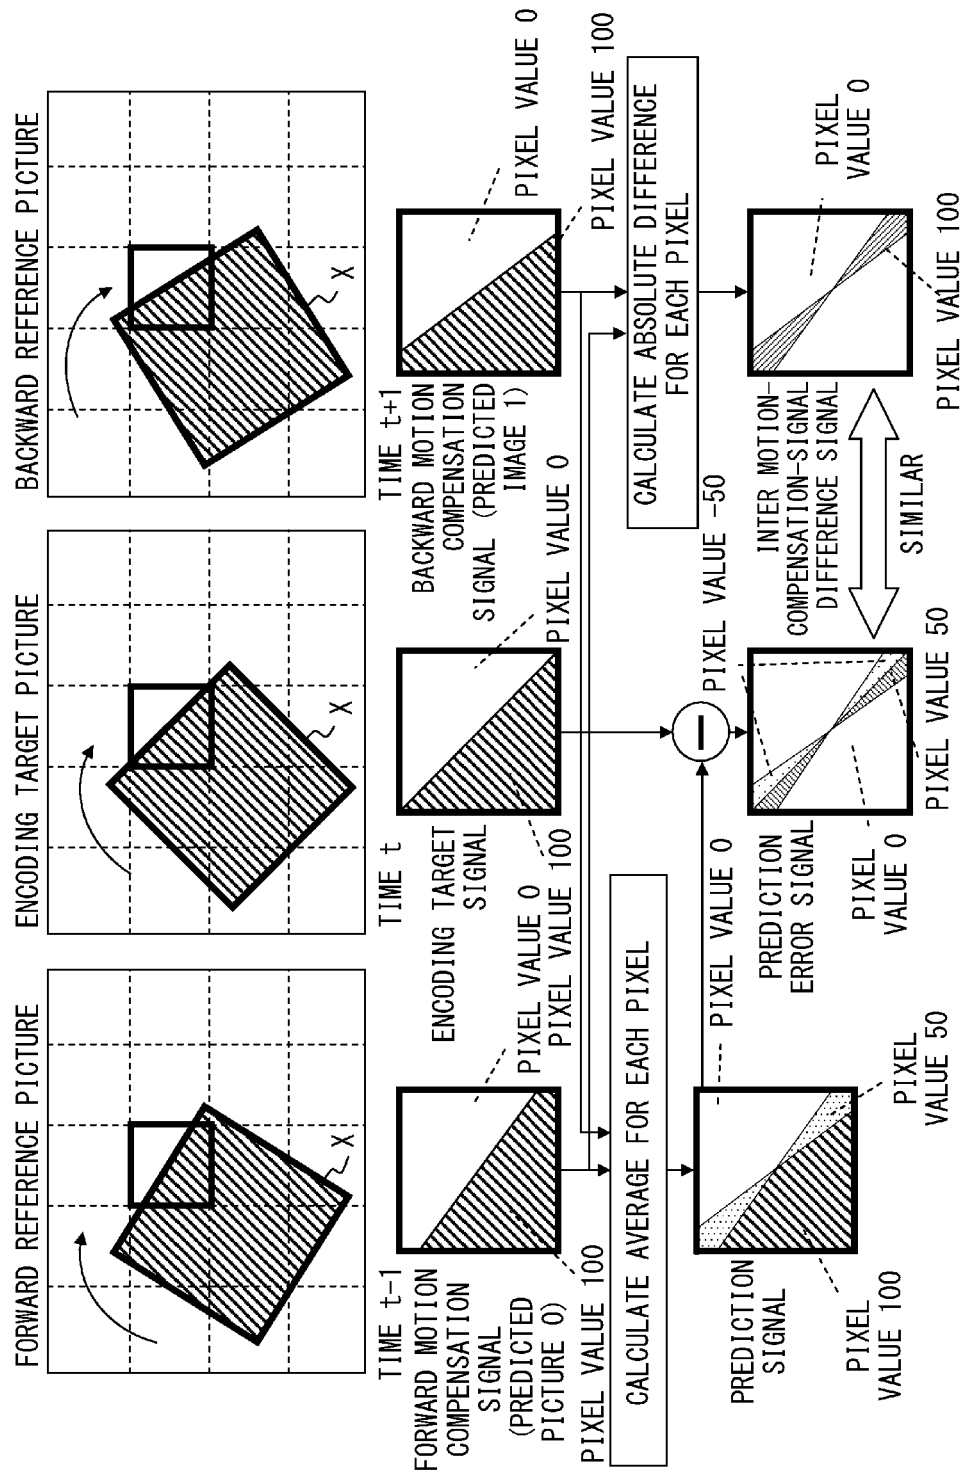 FORWARD REFERENCE PICTURE
ENCODING TARGET PICTURE
BACKWARD REFERENCE PICTURE
X
X
X
TIME t-1
TIME t
TIME t+1
FORWARD MOTION
COMPENSATION
SIGNAL
(PREDICTED
PICTURE 0)
PIXEL VALUE 0
PIXEL VALUE 100
ENCODING TARGET
SIGNAL
PIXEL VALUE 0
PIXEL VALUE 100
BACKWARD MOTION
COMPENSATION
SIGNAL (PREDICTED
IMAGE 1)
PIXEL VALUE 0
PIXEL VALUE 100
CALCULATE AVERAGE FOR EACH PIXEL
CALCULATE ABSOLUTE DIFFERENCE
FOR EACH PIXEL
PREDICTION
SIGNAL
PIXEL VALUE 0
PIXEL
VALUE 50
PIXEL
VALUE 100
PREDICTION
ERROR SIGNAL
PIXEL VALUE -50
PIXEL
VALUE 0
PIXEL VALUE 50
INTER MOTION-
COMPENSATION-SIGNAL
DIFFERENCE SIGNAL
SIMILAR
PIXEL
VALUE 0
PIXEL VALUE 100